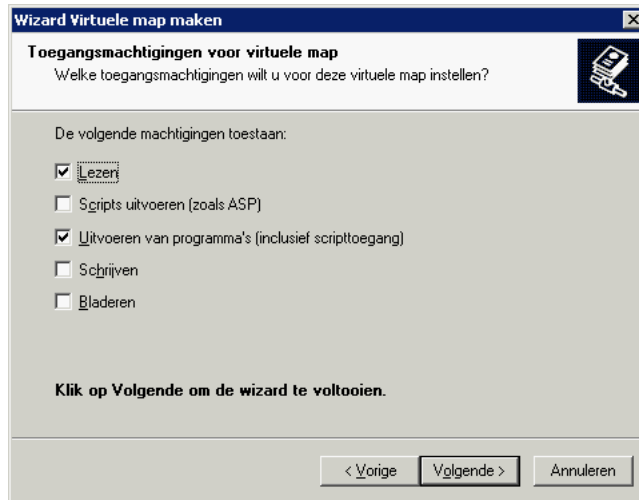 Wizard Virtuele map maken
Toegangsmachtigingen voor virtuele map
Welke toegangsmachtigingen wilt u voor deze virtuele map instellen?
De volgende machtigingen toestaan:
Lezen
Scripts uitvoeren (zoals ASP)
Uitvoeren van programma's (inclusief scripttoegang)
Schrijven
Bladeren
Klik op Volgende om de wizard te voltooien.
< Vorige
Volgende >
Annuleren